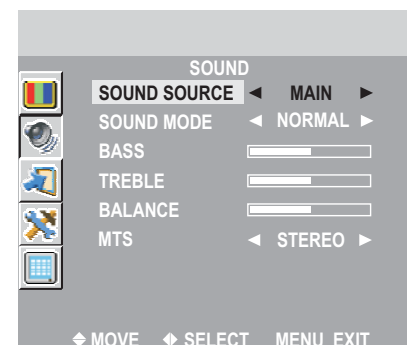 SOUND
SOUND SOURCE ◄ MAIN ►
SOUND MODE ◄ NORMAL ►
BASS
TREBLE
BALANCE
MTS ◄ STEREO ►
MOVE SELECT MENU EXIT